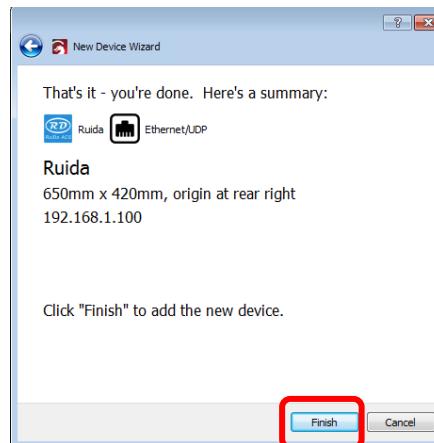 New Device Wizard
That's it - you're done. Here's a summary:
RD Ruida Ethernet/UDP
Ruida
650mm x 420mm, origin at rear right
192.168.1.100
Click "Finish" to add the new device.
Finish Cancel